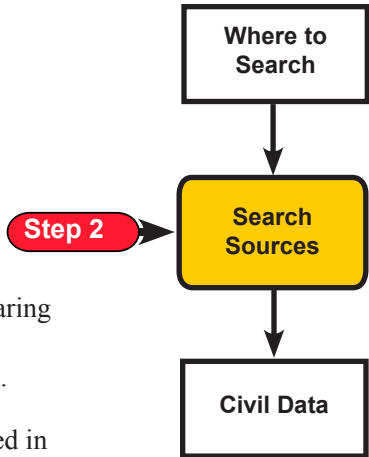 Where to
Search
Step 2
Search
Sources
aring
.
Civil Data
ed in